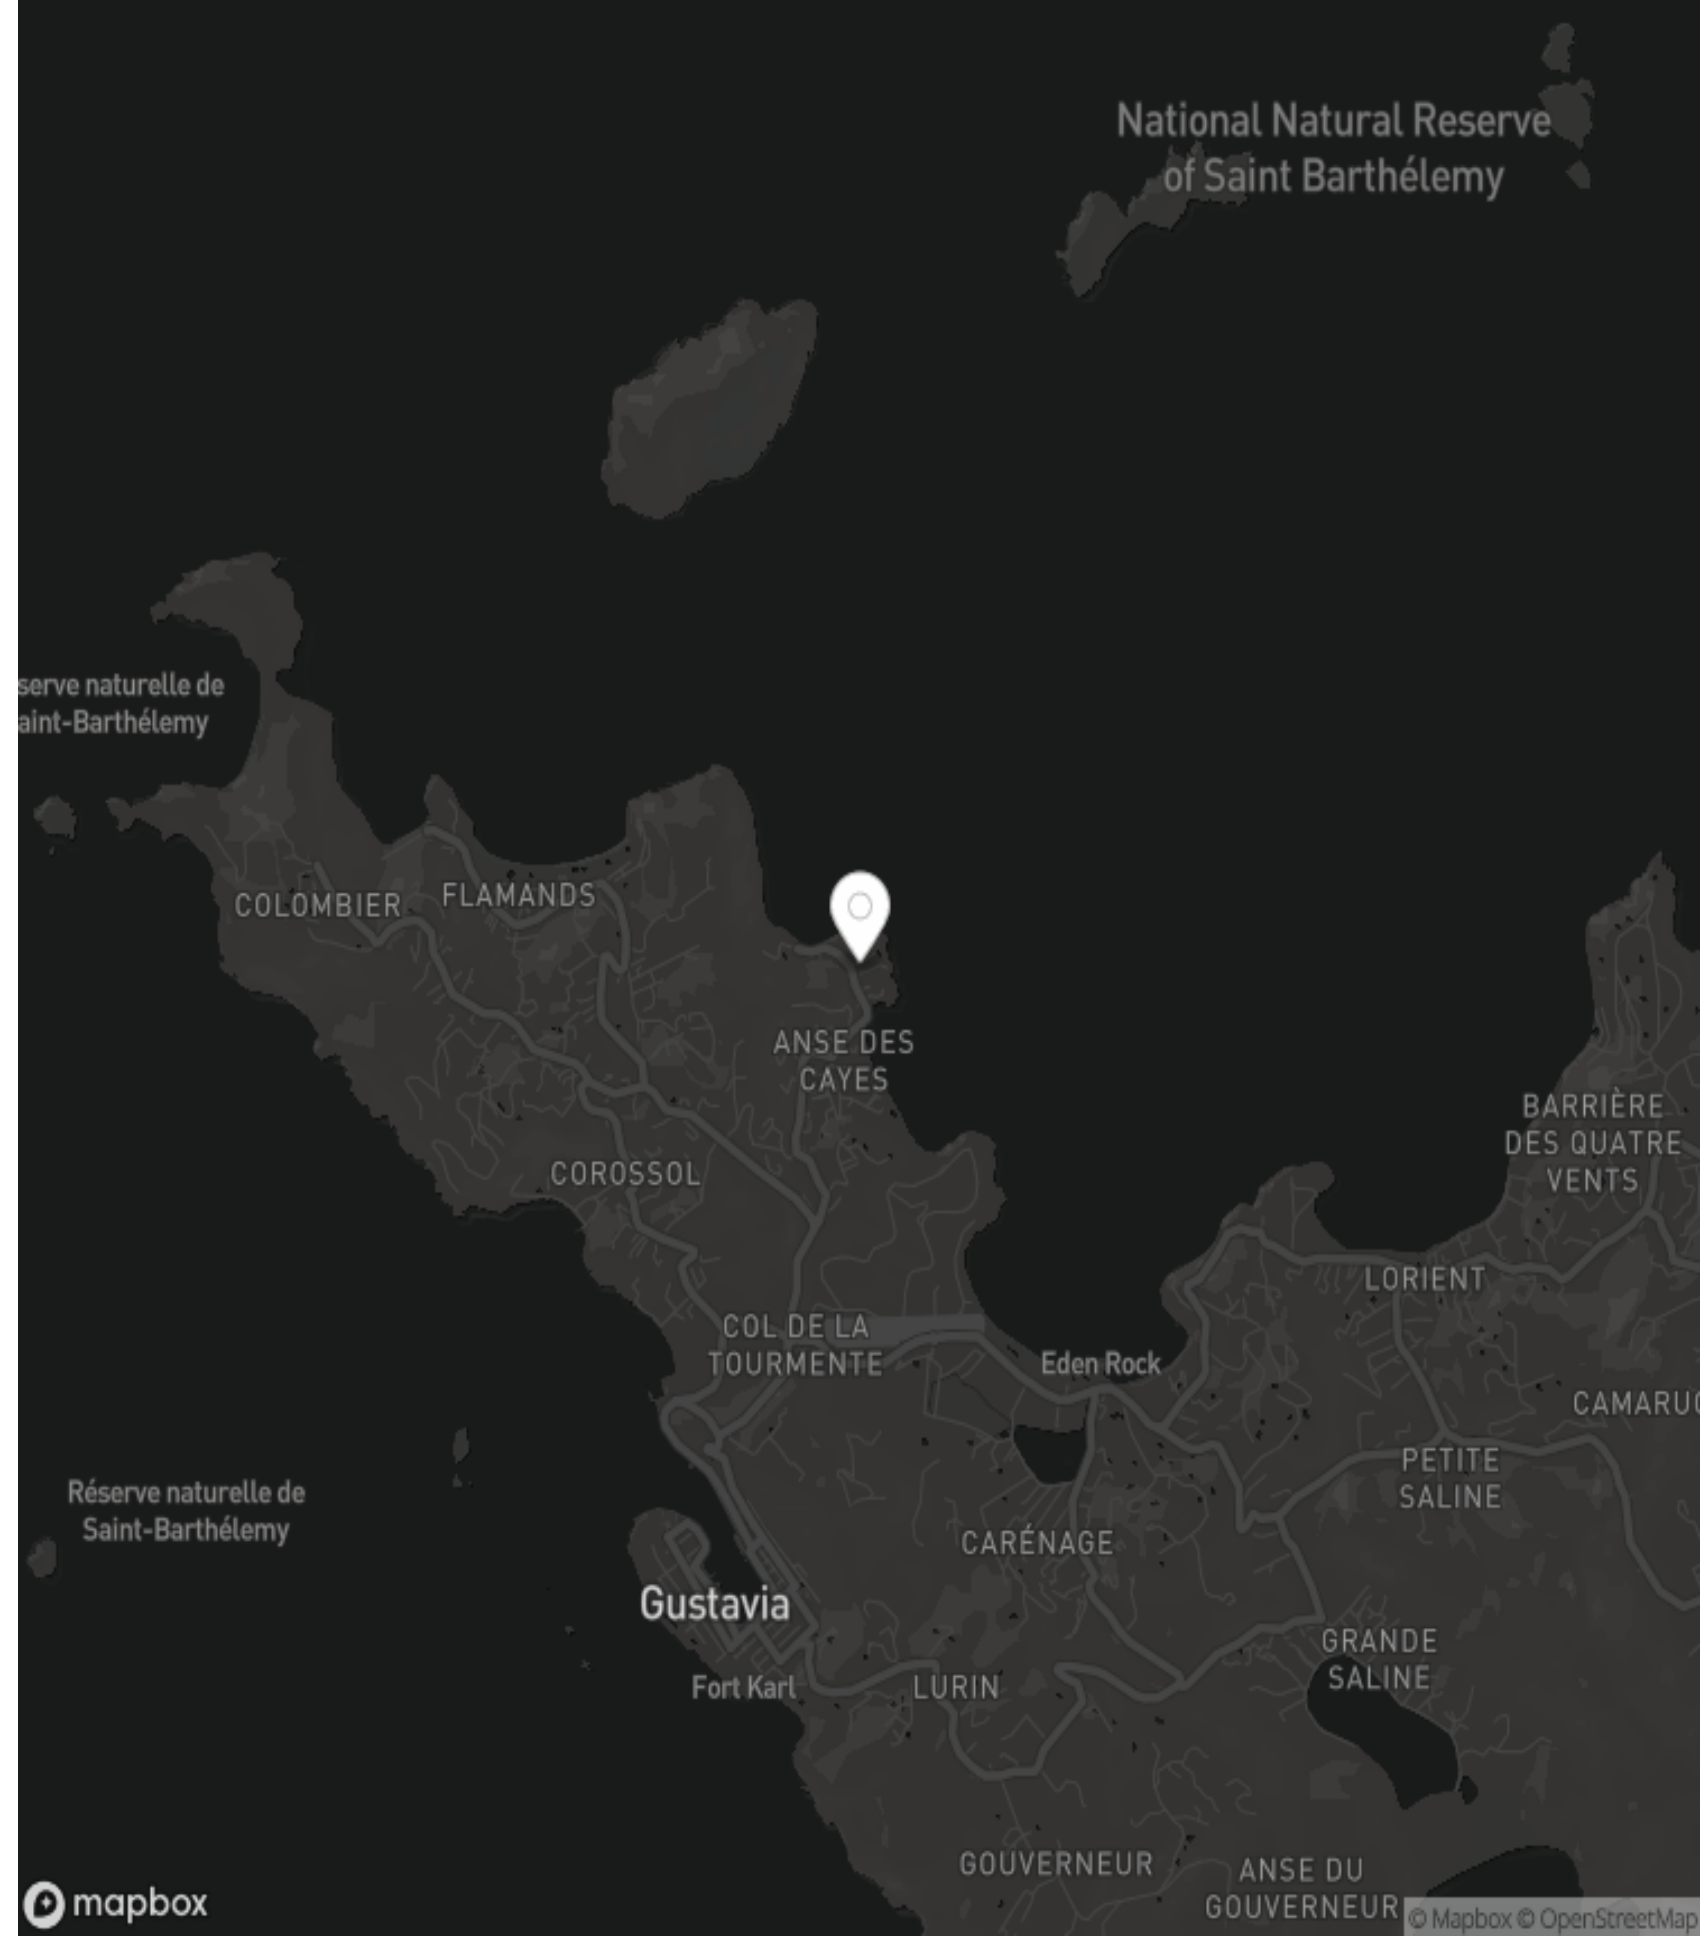 National Natural Reserve
of Saint Barthélemy
serve naturelle de
aint-Barthélemy
COLOMBIER
FLAMANDS
ANSE DES
CAYES
BARRIÈRE
DES QUATRE
VENTS
COROSSOL
LORIENT
COL DE LA
TOURMENTE
Eden Rock
CAMARUC
PETITE
SALINE
Réserve naturelle de
Saint-Barthélemy
CARÉNAGE
Gustavia
GRANDE
SALINE
Fort Karl
LURIN
GOUVERNEUR
ANSE DU
GOUVERNEUR
mapbox
© Mapbox © OpenStreetMap